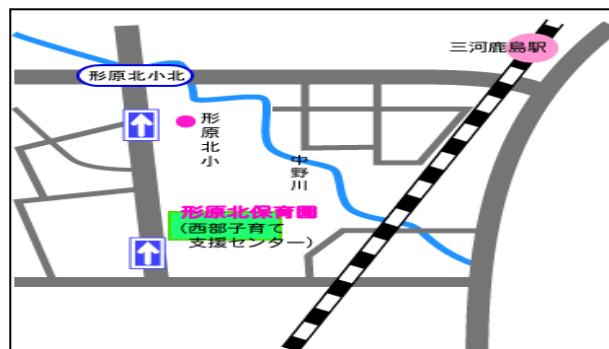 三河鹿島駅
形原北小北
形原北小
中野川
形原北保育園
(西部子育て
支援センター)